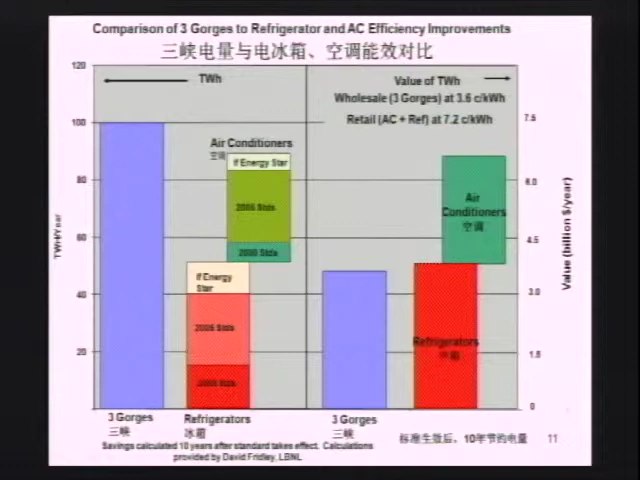 Comparison of 3 Gorges to Refrigerator and AC Efficiency Improvements
三峡电量与电冰箱、空调能效对比
120
TWh
Value of TWh
Wholesale (3 Gorges) at 3.6 c/kWh
100
7.5
Retail (AC + Ref) at 7.2 c/kWh
Air Conditioners
空调
If Energy Star
80
6.0
2005 Stds
Air
Conditioners
空调
TWH/Year
Value (billion $/year)
60
4.5
2000 Stds
If Energy
Star
40
3.0
2005 Stds
Refrigerators
冰箱
20
1.5
2000 Stds
0
3 Gorges
三峡
Refrigerators
冰箱
3 Gorges
三峡
标准生效后，10年节约电量
11
Savings calculated 10 years after standard takes effect. Calculations
provided by David Fridley, LBNL